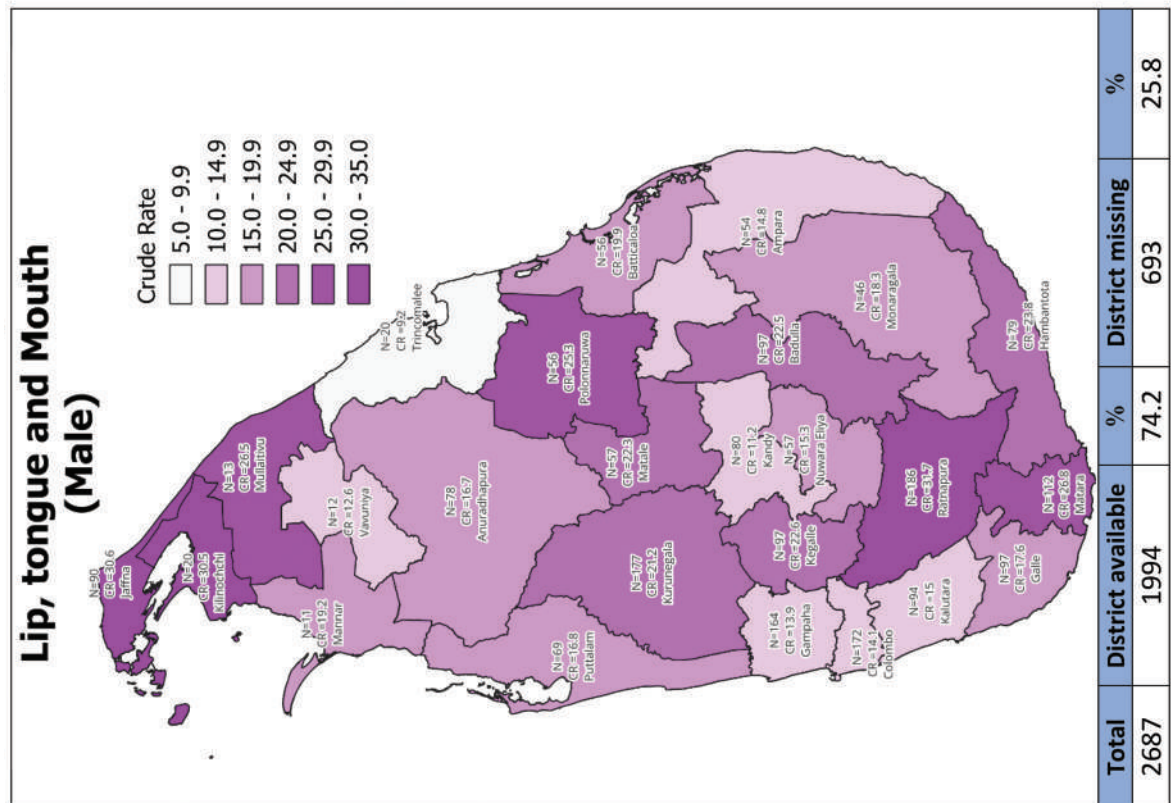 Lip, tongue and Mouth
(Male)
Crude Rate
5.0 - 9.9
10.0 - 14.9
15.0 - 19.9
20.0 - 24.9
25.0 - 29.9
30.0 - 35.0
N=90
CR=30.6
Jaffna
N=20
CR=30.5
Kilinochchi
N=13
CR=26.5
Mullaitivu
N=11
CR=19.2
Mannar
N=12
CR=12.6
Vavuniya
N=20
CR=9.2
Trincomalee
N=78
CR=16.7
Anuradhapura
N=56
CR=25.3
Polonnaruwa
N=56
CR=19.9
Batticaloa
N=69
CR=16.8
Puttalam
N=177
CR=21.2
Kurunegala
N=57
CR=22.3
Matale
N=54
CR=14.8
Ampara
N=80
CR=11.2
Kandy
N=97
CR=22.5
Badulla
N=57
CR=15.3
Nuwara Eliya
N=46
CR=18.3
Monaragala
N=164
CR=13.9
Gampaha
N=97
CR=22.6
Kegalle
N=172
CR=14.1
Colombo
N=186
CR=31.7
Ratnapura
N=94
CR=15
Kalutara
N=79
CR=23.8
Hambantota
N=97
CR=17.6
Galle
N=112
CR=26.8
Matara
Total District available % District missing %
2687 1994 74.2 693 25.8